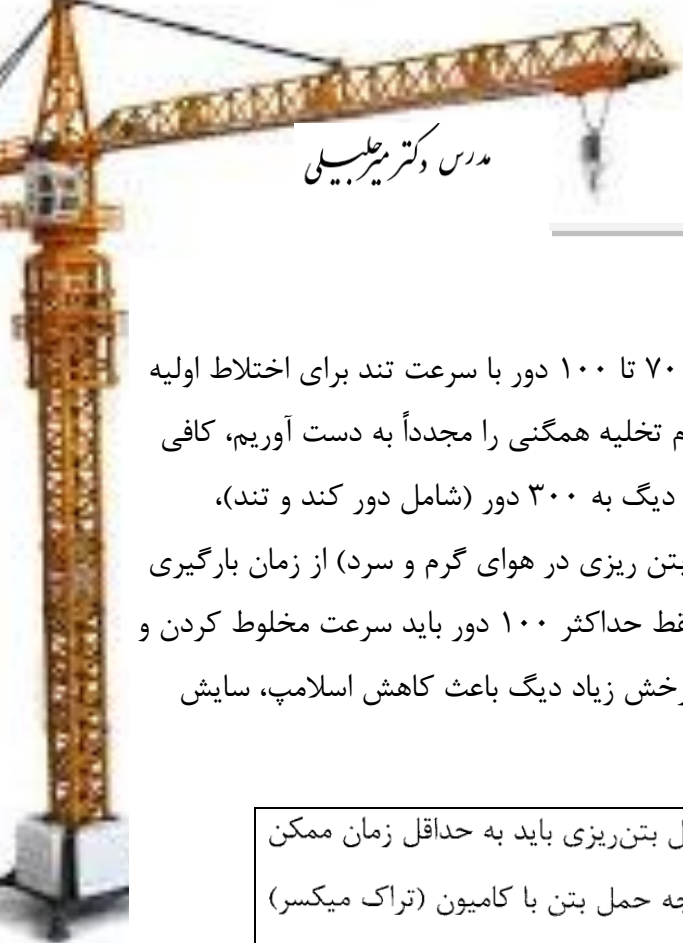 مدرس دکتر میرجلیلی
۷۰ تا ۱۰۰ دور با سرعت تند برای اختلاط اولیه
م تخلیه همگنی را مجدداً به دست آوریم، کافی
دیگ به ۳۰۰ دور (شامل دور کند و تند)،
بتن ریزی در هوای گرم و سرد) از زمان بارگیری
قط حداکثر ۱۰۰ دور باید سرعت مخلوط کردن و
رخش زیاد دیگ باعث کاهش اسلامپ، سایش
ل بتن‌ریزی باید به حداقل زمان ممکن
چه حمل بتن با کامیون (تراک میکسر)